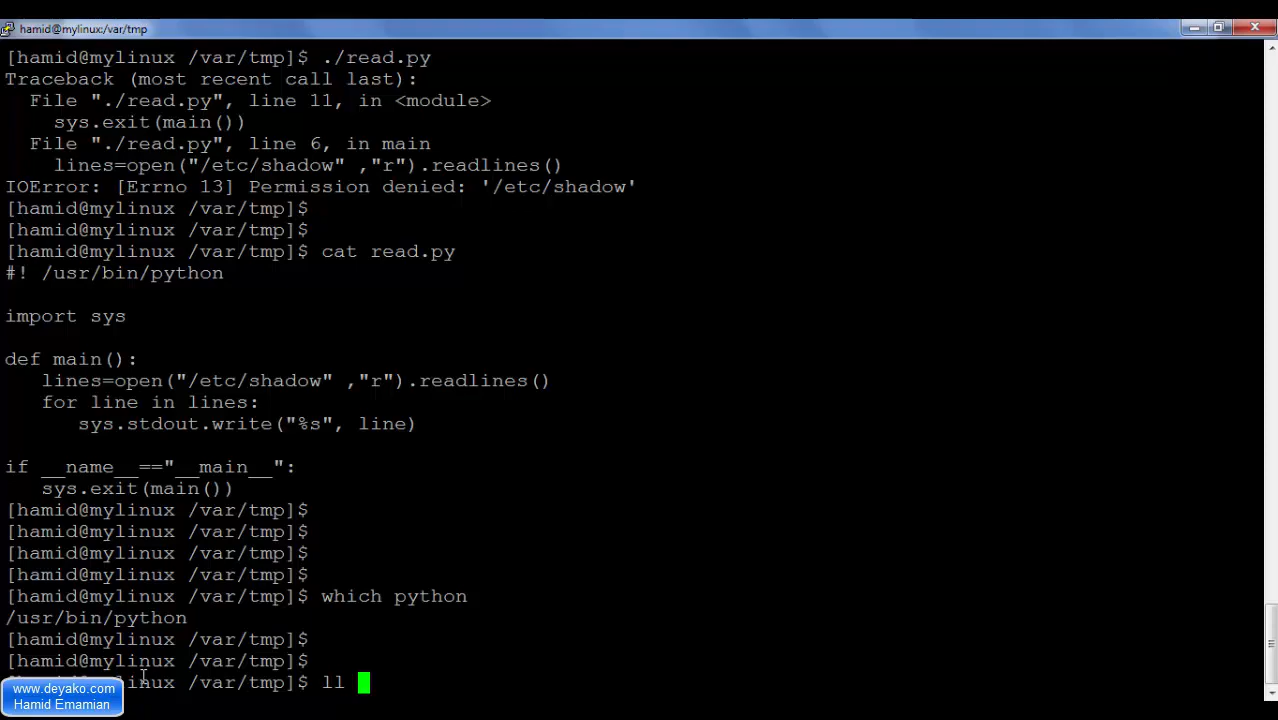 hamid@mylinux:/var/tmp
[hamid@mylinux /var/tmp]$ ./read.py
Traceback (most recent call last):
  File "./read.py", line 11, in <module>
    sys.exit(main())
  File "./read.py", line 6, in main
    lines=open("/etc/shadow" ,"r").readlines()
IOError: [Errno 13] Permission denied: '/etc/shadow'
[hamid@mylinux /var/tmp]$
[hamid@mylinux /var/tmp]$
[hamid@mylinux /var/tmp]$ cat read.py
#! /usr/bin/python
import sys
def main():
   lines=open("/etc/shadow" ,"r").readlines()
   for line in lines:
      sys.stdout.write("%s", line)
if __name__=="__main__":
   sys.exit(main())
[hamid@mylinux /var/tmp]$
[hamid@mylinux /var/tmp]$
[hamid@mylinux /var/tmp]$
[hamid@mylinux /var/tmp]$
[hamid@mylinux /var/tmp]$ which python
/usr/bin/python
[hamid@mylinux /var/tmp]$
[hamid@mylinux /var/tmp]$
linux /var/tmp]$ ll
www.deyako.com
Hamid Emamian